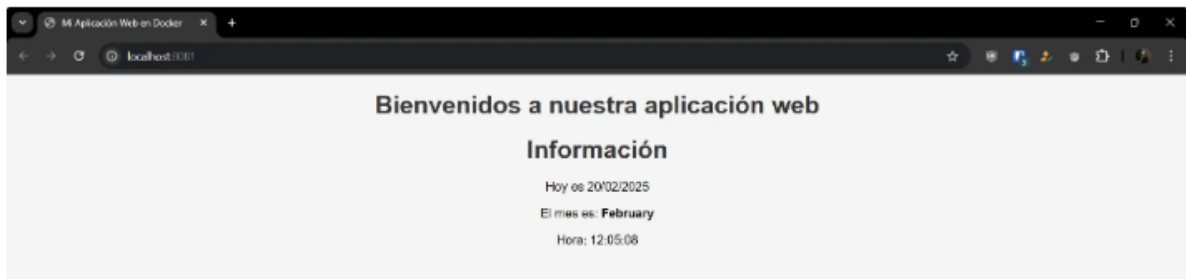 Mi Aplicación Web en Docker
localhost:8081
Bienvenidos a nuestra aplicación web
Información
Hoy es 20/02/2025
El mes es: February
Hora: 12:05:08